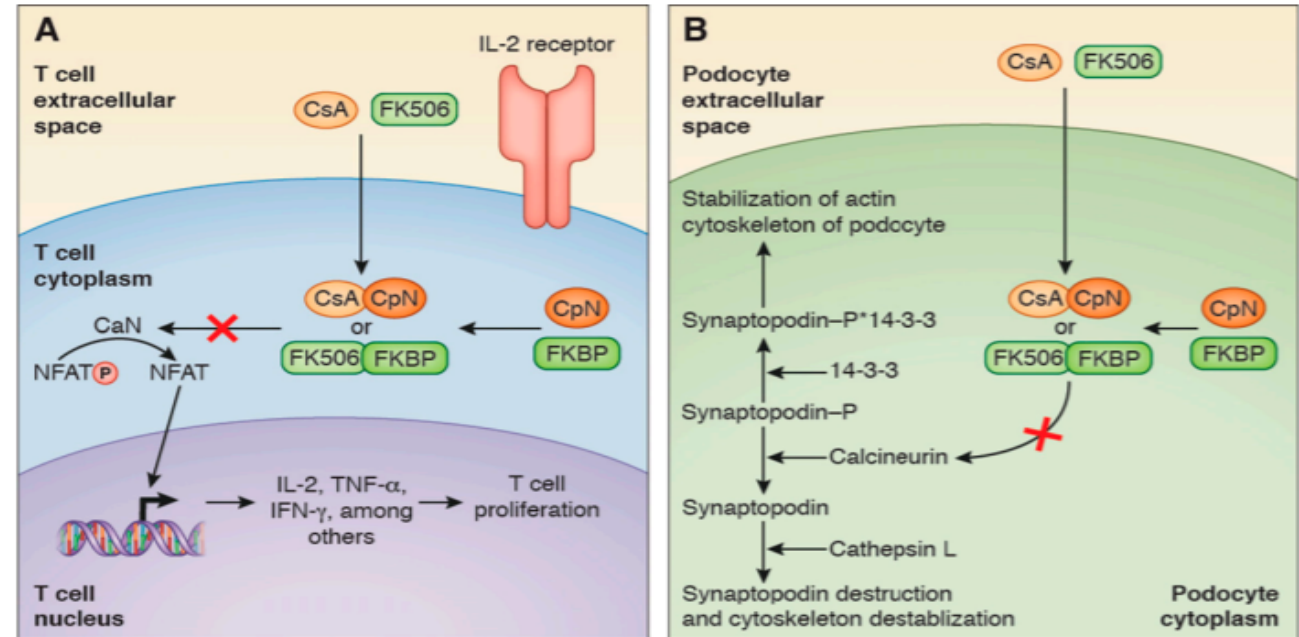 A
T cell
extracellular
space
IL-2 receptor
CsA FK506
T cell
cytoplasm
CsA CpN
or
FK506 FKBP
CpN
FKBP
CaN
NFAT P NFAT
IL-2, TNF-α,
IFN-γ, among
others
T cell
proliferation
T cell
nucleus
B
Podocyte
extracellular
space
CsA FK506
Stabilization of actin
cytoskeleton of podocyte
CsA CpN
or
FK506 FKBP
CpN
FKBP
Synaptopodin–P*14-3-3
14-3-3
Synaptopodin–P
Calcineurin
Synaptopodin
Cathepsin L
Synaptopodin destruction
and cytoskeleton destablization
Podocyte
cytoplasm